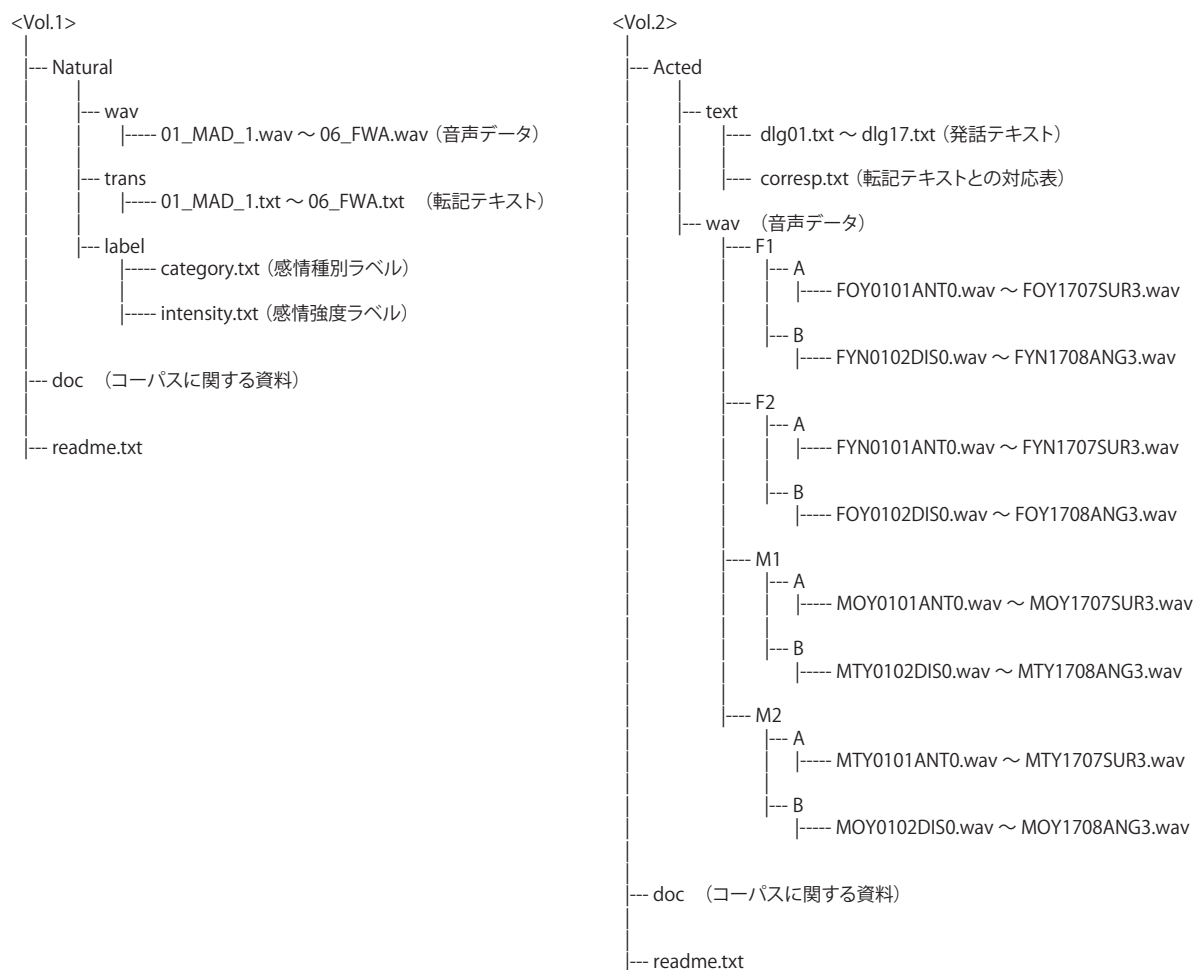 <Vol.1>
|--- Natural
|--- wav
|----- 01_MAD_1.wav ～ 06_FWA.wav（音声データ）
|--- trans
|----- 01_MAD_1.txt ～ 06_FWA.txt　（転記テキスト）
|--- label
|----- category.txt（感情種別ラベル）
|----- intensity.txt（感情強度ラベル）
|--- doc　（コーパスに関する資料）
|--- readme.txt
<Vol.2>
|--- Acted
|--- text
|---- dlg01.txt ～ dlg17.txt（発話テキスト）
|---- corresp.txt（転記テキストとの対応表）
|--- wav　（音声データ）
|---- F1
|--- A
|----- FOY0101ANT0.wav ～ FOY1707SUR3.wav
|--- B
|----- FYN0102DIS0.wav ～ FYN1708ANG3.wav
|---- F2
|--- A
|----- FYN0101ANT0.wav ～ FYN1707SUR3.wav
|--- B
|----- FOY0102DIS0.wav ～ FOY1708ANG3.wav
|---- M1
|--- A
|----- MOY0101ANT0.wav ～ MOY1707SUR3.wav
|--- B
|----- MTY0102DIS0.wav ～ MTY1708ANG3.wav
|---- M2
|--- A
|----- MTY0101ANT0.wav ～ MTY1707SUR3.wav
|--- B
|----- MOY0102DIS0.wav ～ MOY1708ANG3.wav
|--- doc　（コーパスに関する資料）
|--- readme.txt